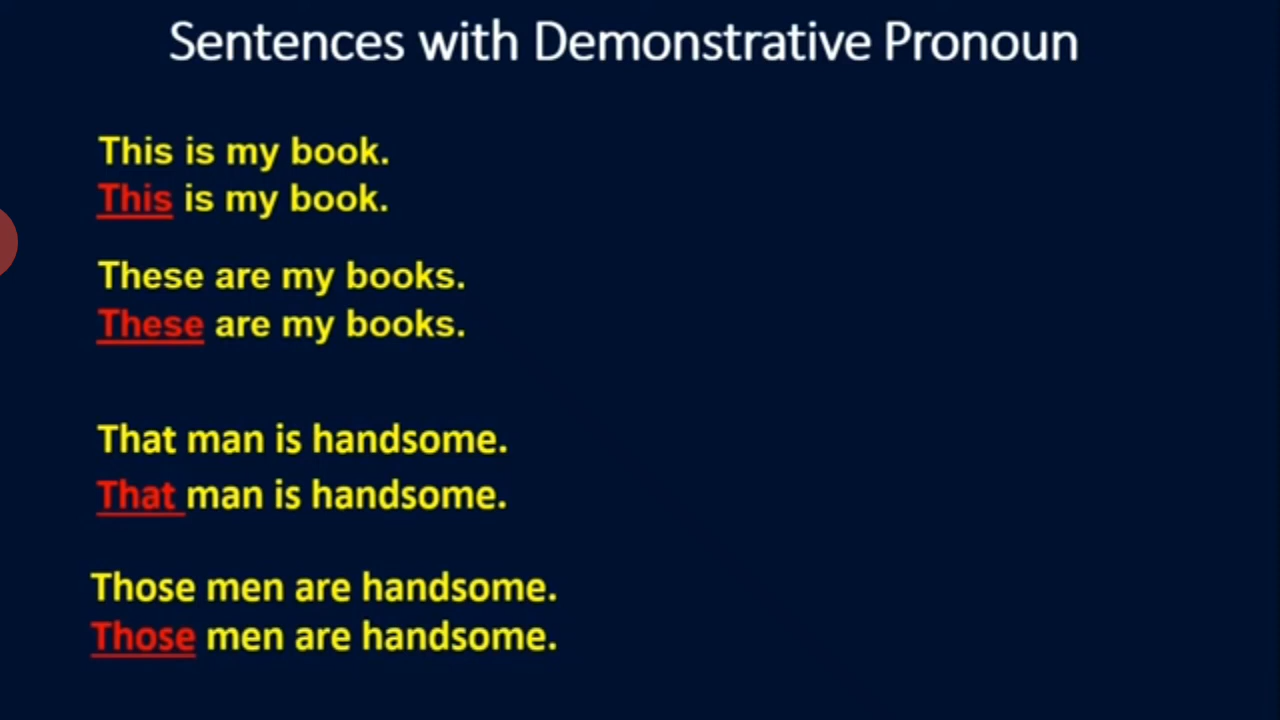 Sentences with Demonstrative Pronoun
This is my book.
This is my book.
These are my books.
These are my books.
That man is handsome.
That man is handsome.
Those men are handsome.
Those men are handsome.